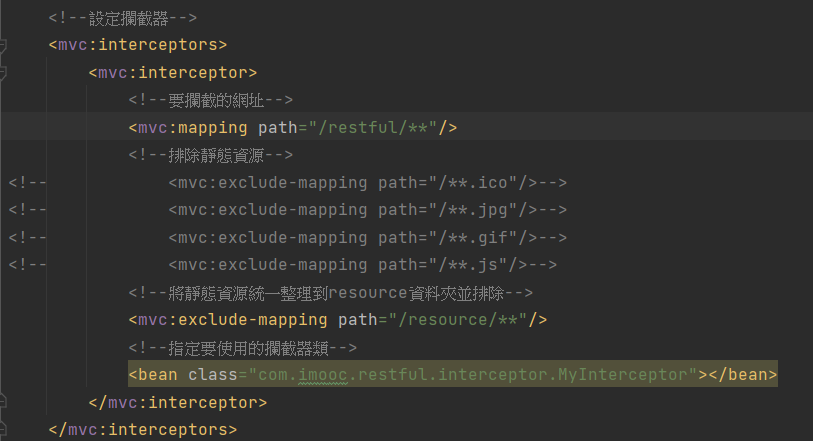 <!--設定攔截器-->
<mvc:interceptors>
<mvc:interceptor>
<!--要攔截的網址-->
<mvc:mapping path="/restful/**"/>
<!--排除靜態資源-->
<!--            <mvc:exclude-mapping path="/**.ico"/>-->
<!--            <mvc:exclude-mapping path="/**.jpg"/>-->
<!--            <mvc:exclude-mapping path="/**.gif"/>-->
<!--            <mvc:exclude-mapping path="/**.js"/>-->
<!--將靜態資源統一整理到resource資料夾並排除-->
<mvc:exclude-mapping path="/resource/**"/>
<!--指定要使用的攔截器類-->
<bean class="com.imooc.restful.interceptor.MyInterceptor"></bean>
</mvc:interceptor>
</mvc:interceptors>